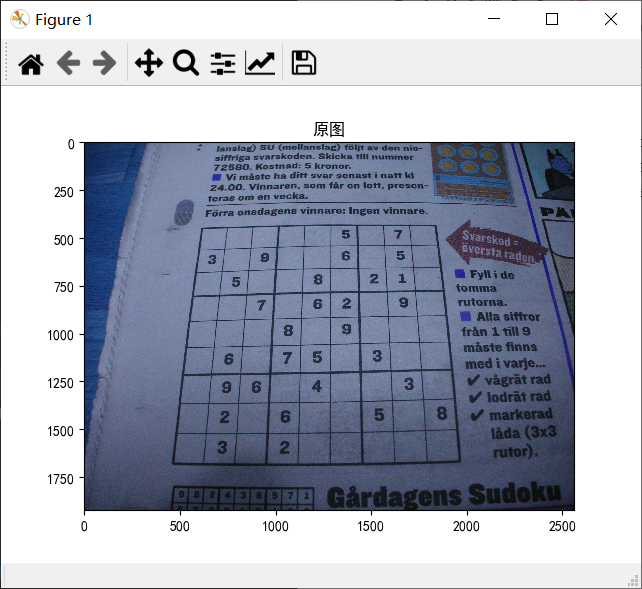 Figure 1
原图
0
250
500
750
1000
1250
1500
1750
0 500 1000 1500 2000 2500
lanslag) SU (mellanslag) följt av den nio-
siffriga svarskoden. Skicka till nummer
72580. Kostnad: 5 kronor.
Vi måste ha ditt svar senast i natt kl
24.00. Vinnaren, som får en lott, presen-
teras om en vecka.
Förra onsdagens vinnare: Ingen vinnare.
5 7
3 9 6 5
5 8 2 1
7 6 2 9
8 9
6 7 5 3
9 6 4 3
2 6 5 8
3 2
Svarskod =
översta raden
Fyll i de
tomma
rutorna.
Alla siffror
från 1 till 9
måste finns
med i varje...
✔ vågrät rad
✔ lodrät rad
✔ markerad
låda (3x3
rutor).
9 8 2 4 3 6 5 7 1
Gårdagens Sudoku